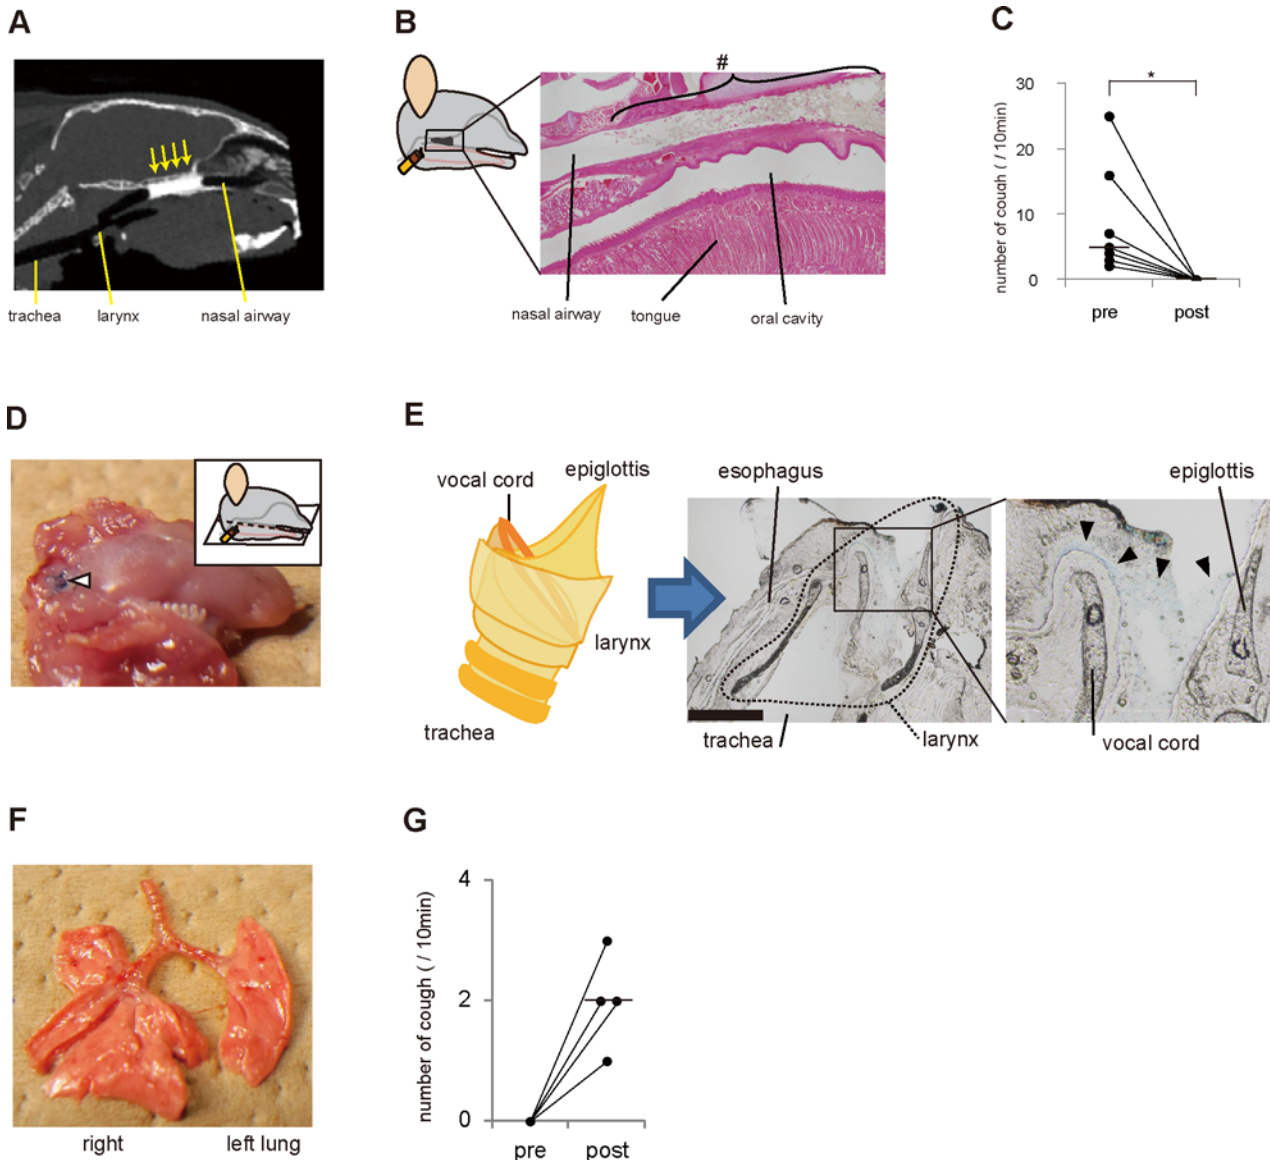 A
trachea
larynx
nasal airway
B
#
nasal airway
tongue
oral cavity
C
number of cough ( / 10min)
30
20
10
0
*
pre
post
D
E
vocal cord
epiglottis
larynx
trachea
esophagus
epiglottis
trachea
larynx
vocal cord
F
right
left lung
G
number of cough ( / 10min)
4
2
0
pre
post